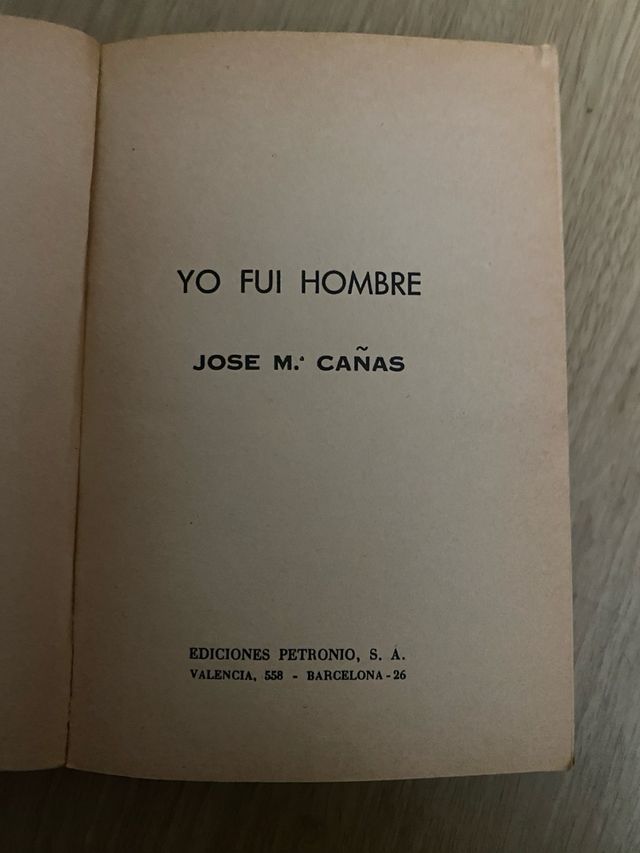 YO FUI HOMBRE
JOSE M.ª CAÑAS
EDICIONES PETRONIO, S. A.
VALENCIA, 558 - BARCELONA - 26